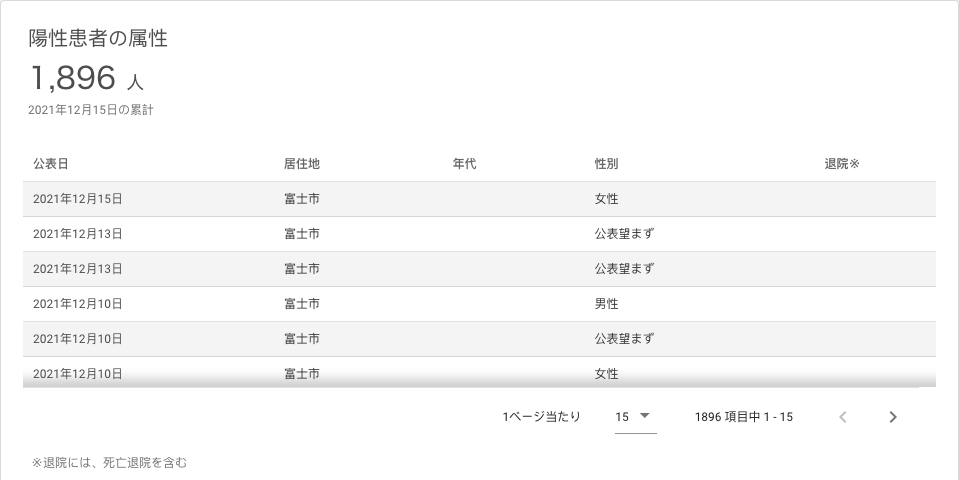 陽性患者の属性
1,896 人
2021年12月15日の累計
公表日 居住地 年代 性別 退院※
2021年12月15日 富士市 女性
2021年12月13日 富士市 公表望まず
2021年12月13日 富士市 公表望まず
2021年12月10日 富士市 男性
2021年12月10日 富士市 公表望まず
2021年12月10日 富士市 女性
1ページ当たり 15 1896 項目中 1 - 15
※退院には、死亡退院を含む